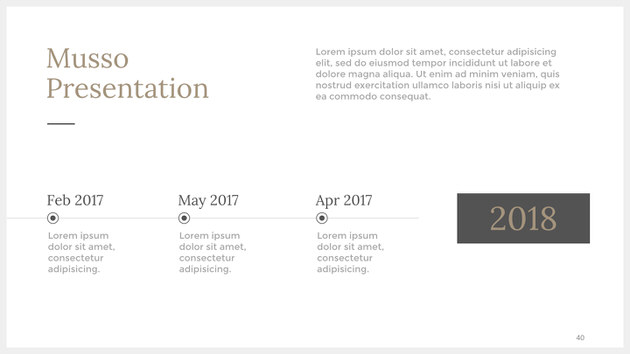 Musso
Presentation
Lorem ipsum dolor sit amet, consectetur adipisicing
elit, sed do eiusmod tempor incididunt ut labore et
dolore magna aliqua. Ut enim ad minim veniam, quis
nostrud exercitation ullamco laboris nisi ut aliquip ex
ea commodo consequat.
Feb 2017
May 2017
Apr 2017
2018
Lorem ipsum
dolor sit amet,
consectetur
adipisicing.
Lorem ipsum
dolor sit amet,
consectetur
adipisicing.
Lorem ipsum
dolor sit amet,
consectetur
adipisicing.
40